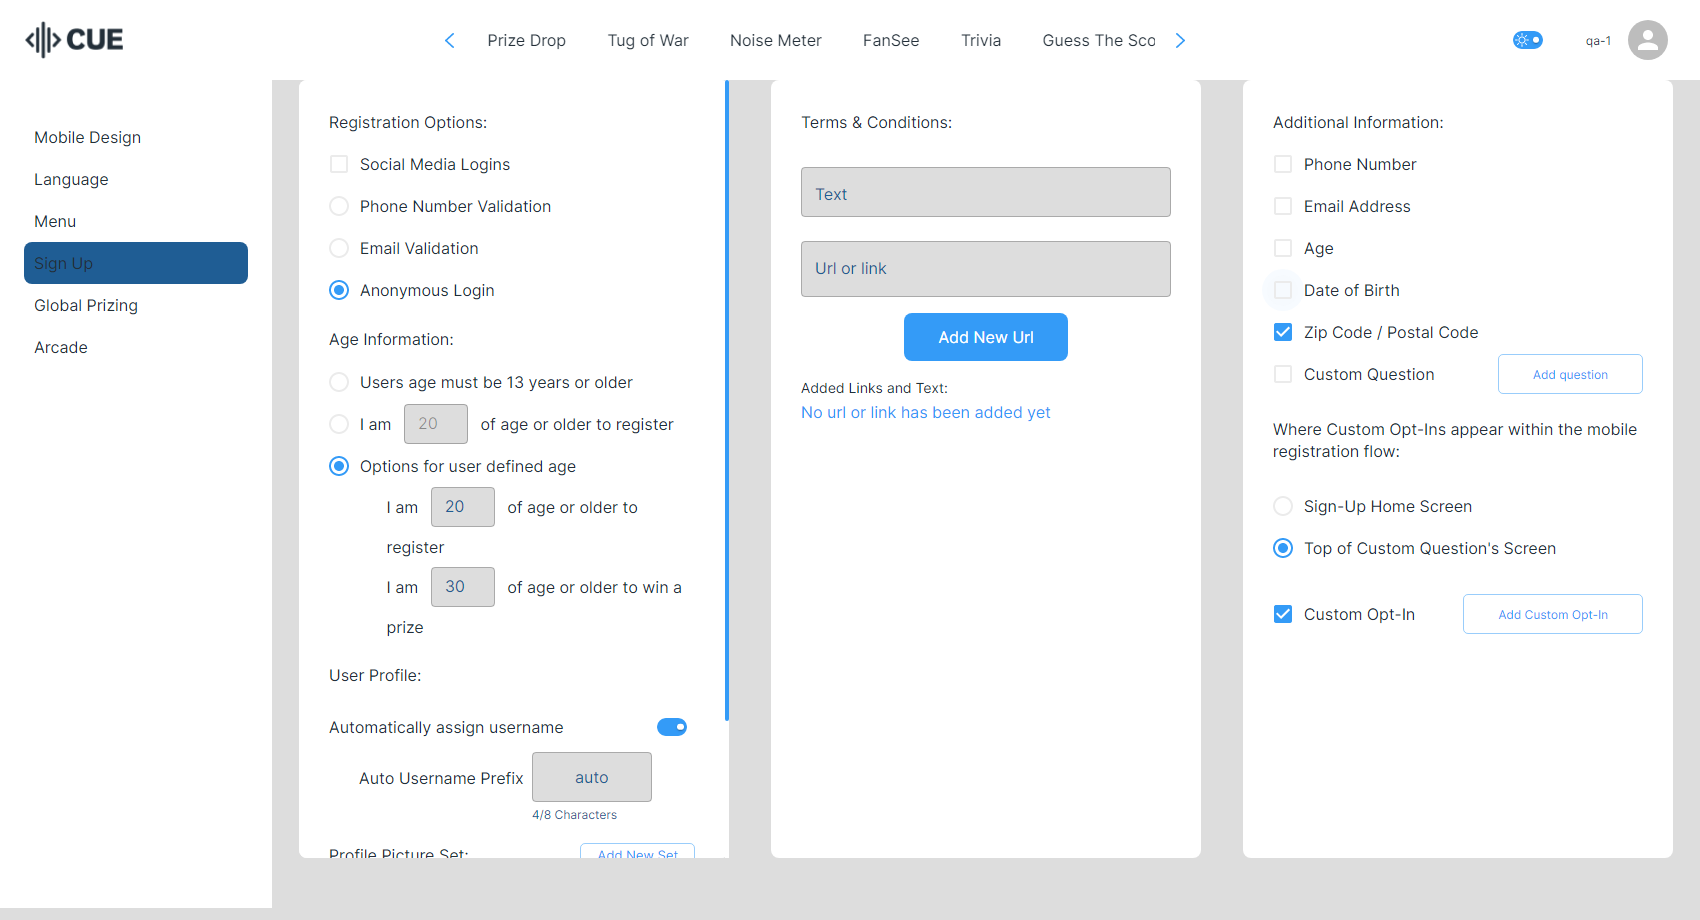 CUE
Prize Drop
Tug of War
Noise Meter
FanSee
Trivia
Guess The Sco
qa-1
Mobile Design
Language
Menu
Sign Up
Global Prizing
Arcade
Registration Options:
Social Media Logins
Phone Number Validation
Email Validation
Anonymous Login
Age Information:
Users age must be 13 years or older
I am 20 of age or older to register
Options for user defined age
I am 20 of age or older to
register
I am 30 of age or older to win a
prize
User Profile:
Automatically assign username
Auto Username Prefix auto
4/8 Characters
Profile Picture Set: Add New Set
Terms & Conditions:
Text
Url or link
Add New Url
Added Links and Text:
No url or link has been added yet
Additional Information:
Phone Number
Email Address
Age
Date of Birth
Zip Code / Postal Code
Custom Question Add question
Where Custom Opt-Ins appear within the mobile
registration flow:
Sign-Up Home Screen
Top of Custom Question's Screen
Custom Opt-In Add Custom Opt-In